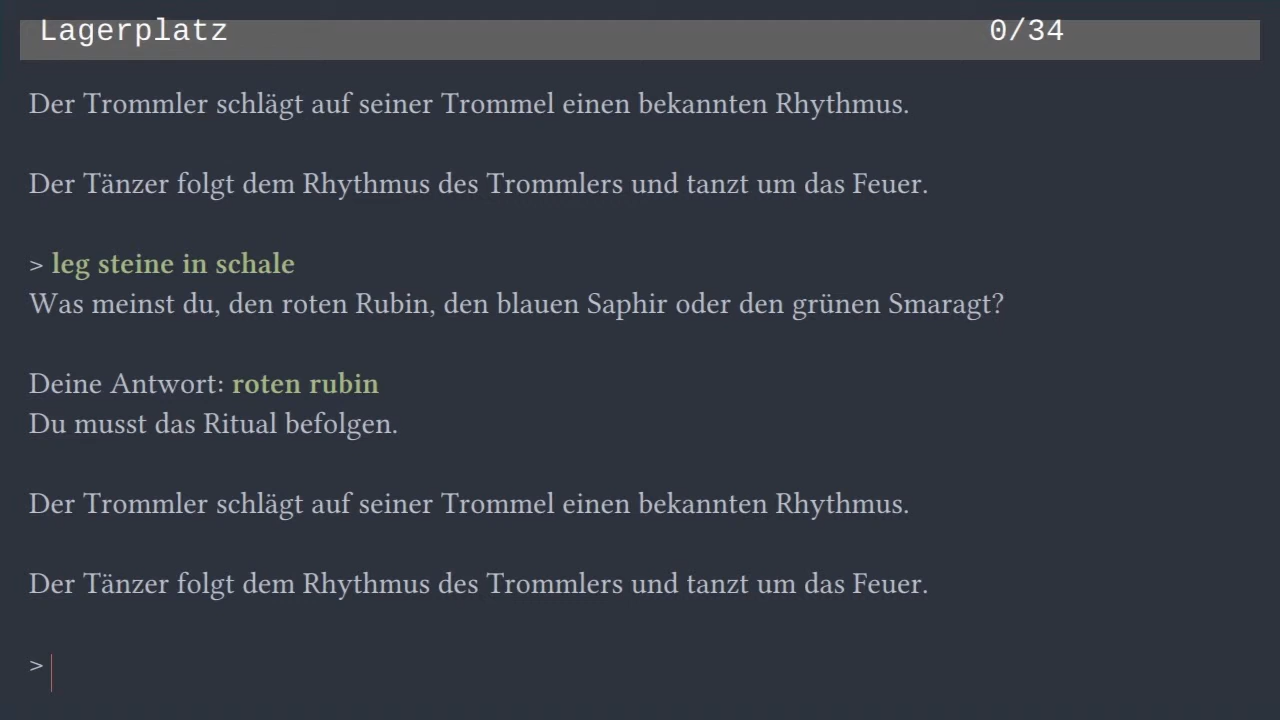 Lagerplatz 0/34
Der Trommler schlägt auf seiner Trommel einen bekannten Rhythmus.
Der Tänzer folgt dem Rhythmus des Trommlers und tanzt um das Feuer.
> leg steine in schale
Was meinst du, den roten Rubin, den blauen Saphir oder den grünen Smaragt?
Deine Antwort: roten rubin
Du musst das Ritual befolgen.
Der Trommler schlägt auf seiner Trommel einen bekannten Rhythmus.
Der Tänzer folgt dem Rhythmus des Trommlers und tanzt um das Feuer.
>